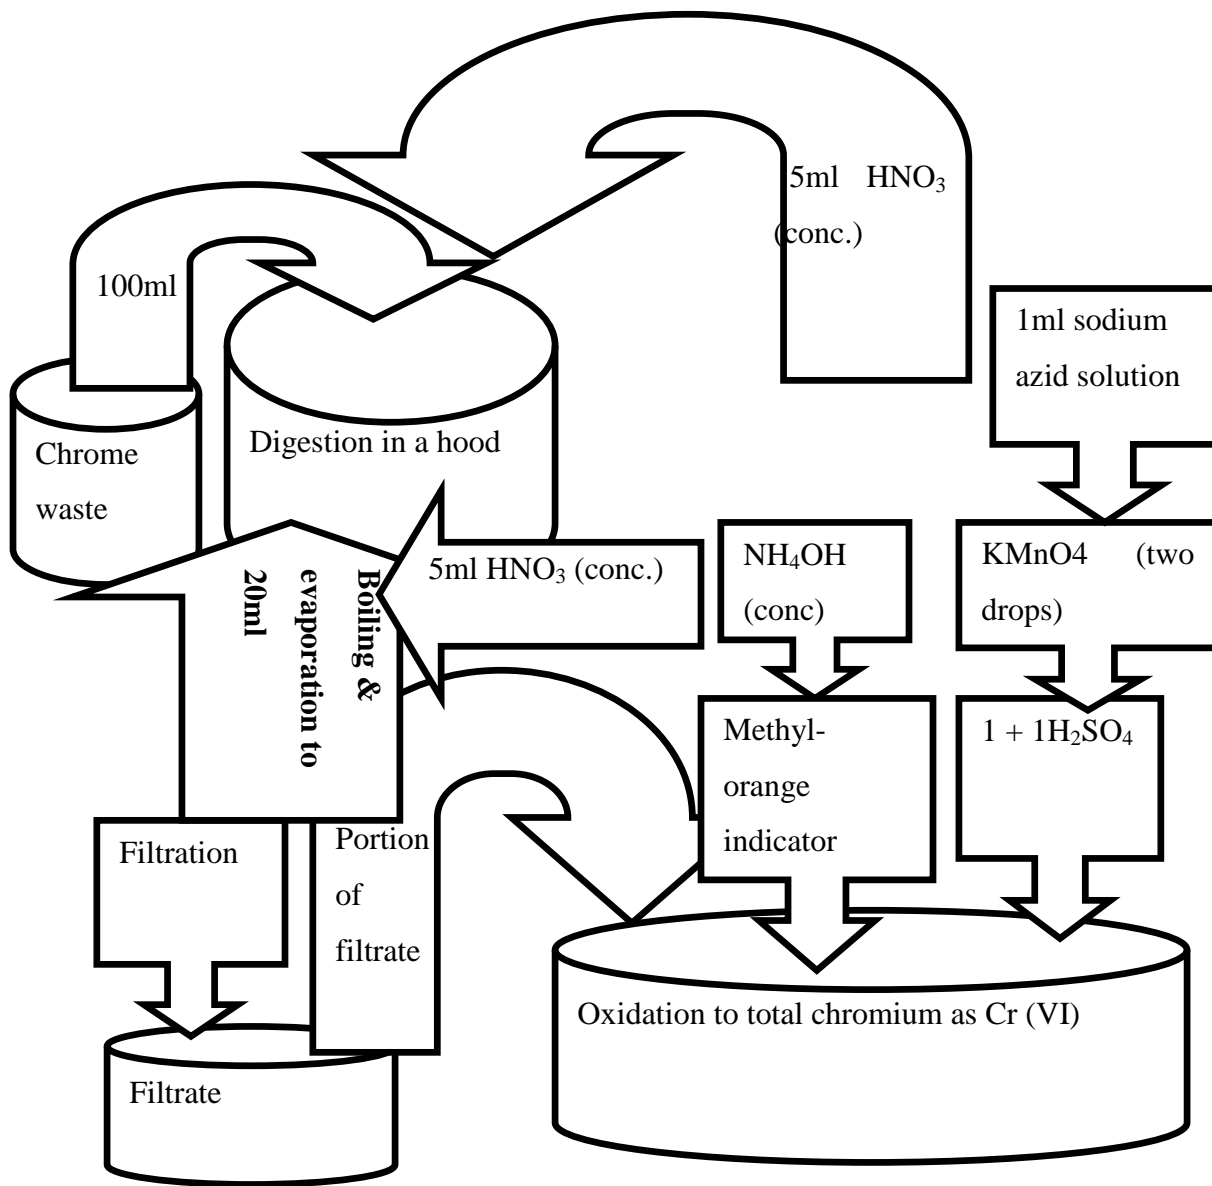 5ml HNO₃
(conc.)
100ml
1ml sodium
azid solution
Chrome
waste
Digestion in a hood
Boiling &
evaporation to
20ml
5ml HNO₃ (conc.)
NH₄OH
(conc)
KMnO4 (two
drops)
Methyl-
orange
indicator
1 + 1H₂SO₄
Filtration
Portion
of
filtrate
Oxidation to total chromium as Cr (VI)
Filtrate